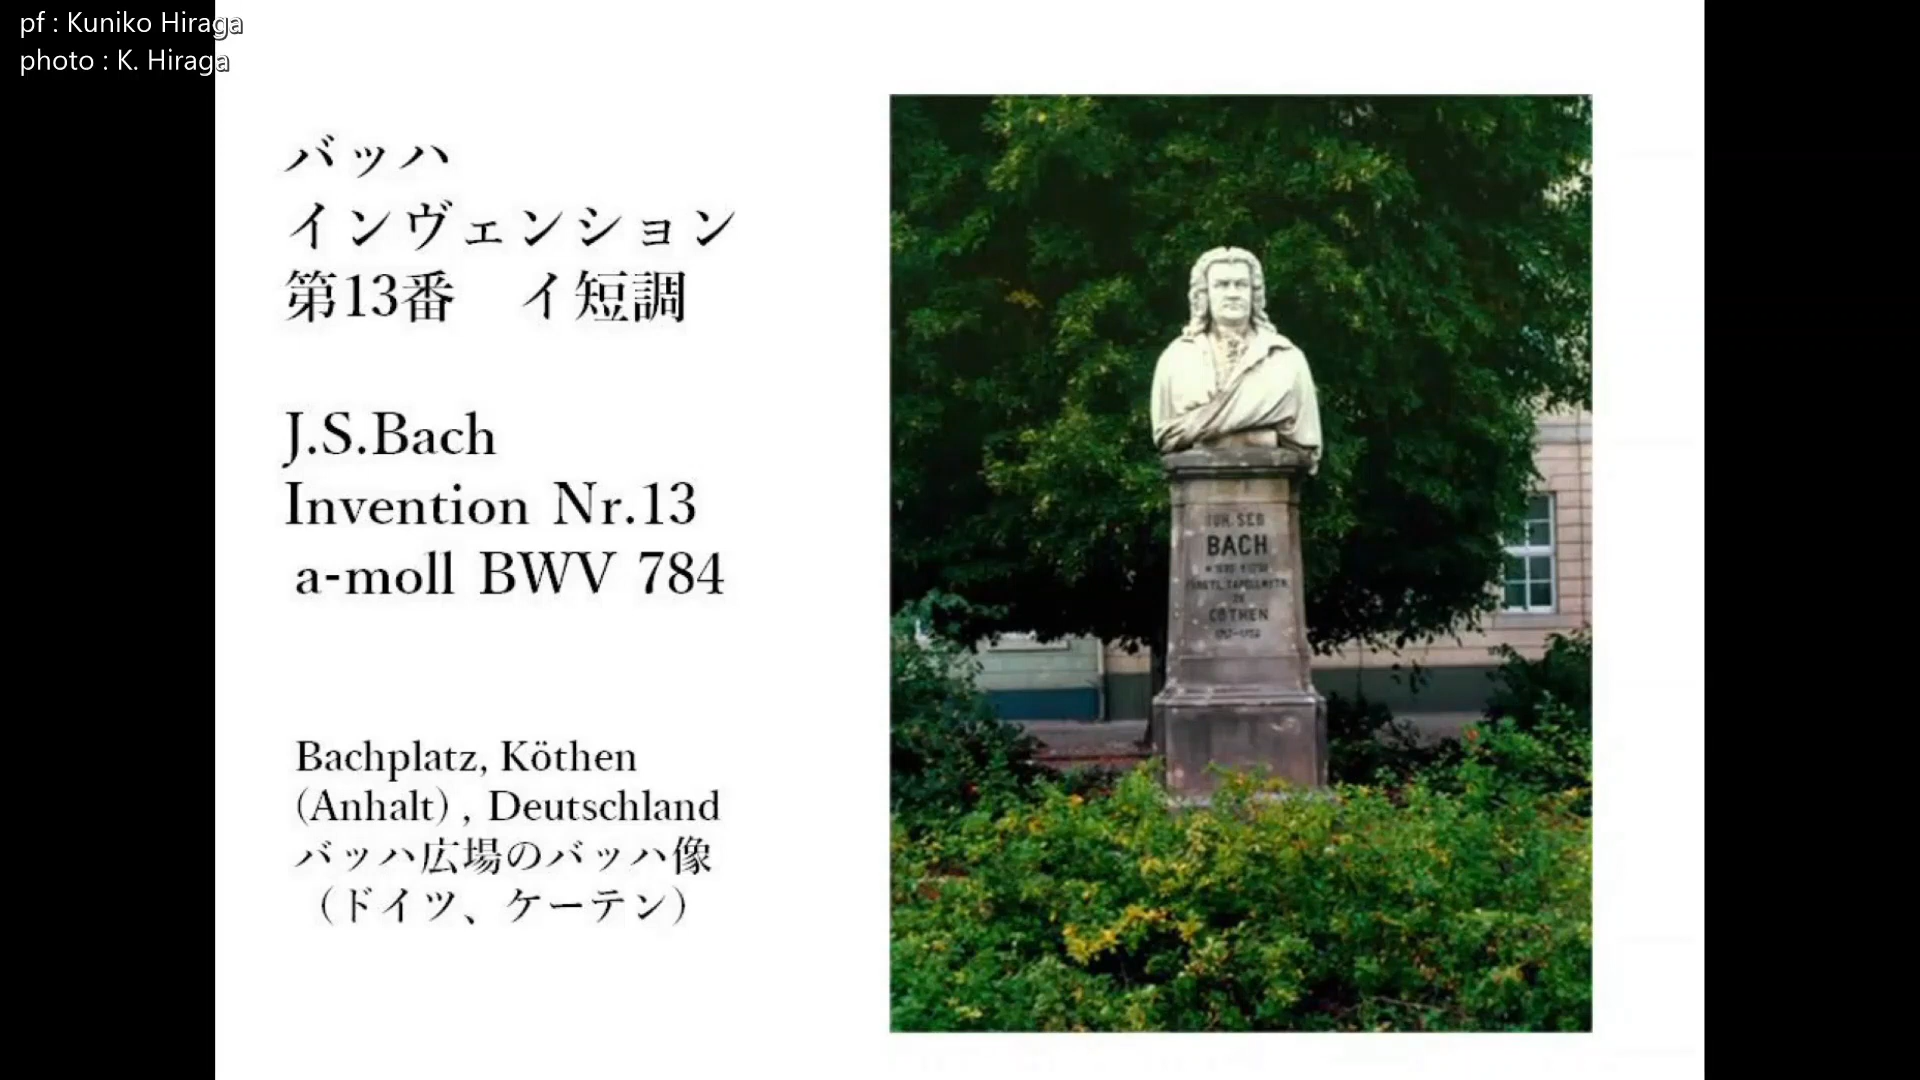 pf : Kuniko Hiraga
photo : K. Hiraga
バッハ
インヴェンション
第13番　イ短調
J.S.Bach
Invention Nr.13
a-moll BWV 784
Bachplatz, Köthen
(Anhalt) , Deutschland
バッハ広場のバッハ像
（ドイツ、ケーテン）
JOH. SEB
BACH
ZU
CÖTHEN